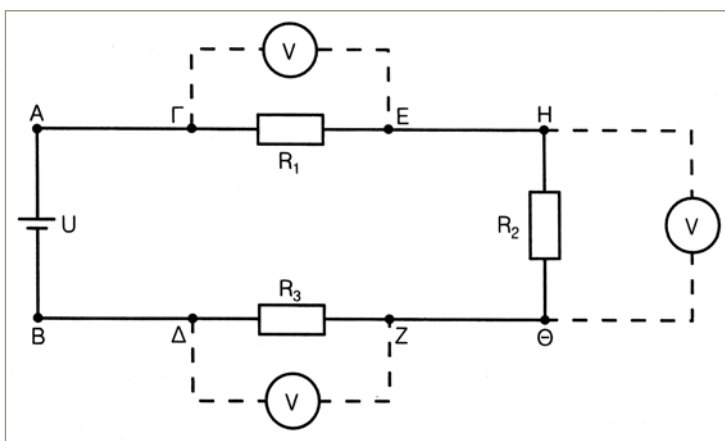 V
Α Γ Ε Η
R₁
U R₂ V
R₃
Β Δ Ζ Θ
V